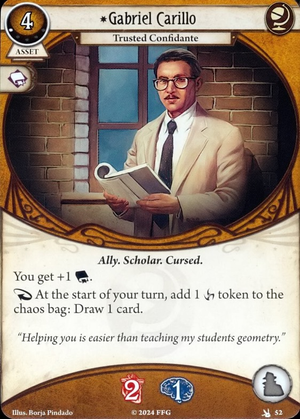 4
*Gabriel Carillo
Trusted Confidante
ASSET
Ally. Scholar. Cursed.
You get +1
At the start of your turn, add 1 token to the
chaos bag: Draw 1 card.
"Helping you is easier than teaching my students geometry."
2 1
Illus. Borja Pindado
© 2024 FFG
52